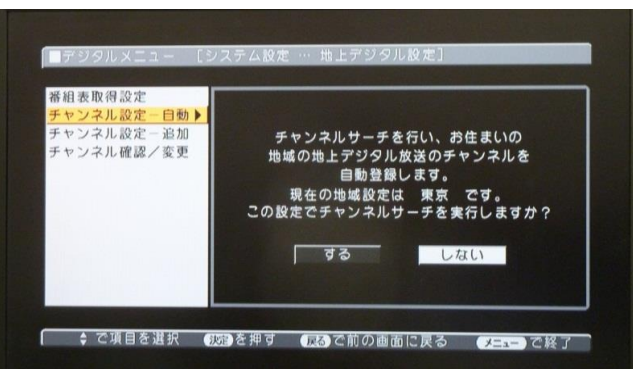 ■デジタルメニュー [システム設定 … 地上デジタル設定]
番組表取得設定
チャンネル設定－自動▶
チャンネル設定－追加
チャンネル確認／変更
チャンネルサーチを行い、お住まいの
地域の地上デジタル放送のチャンネルを
自動登録します。
現在の地域設定は 東京 です。
この設定でチャンネルサーチを実行しますか？
する しない
で項目を選択 決定を押す 戻るで前の画面に戻る メニューで終了